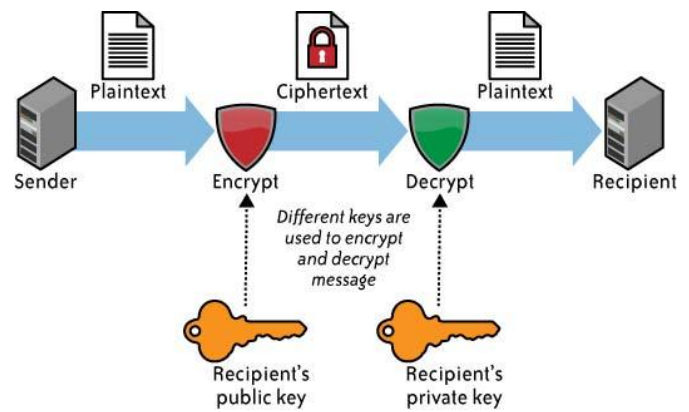 Plaintext
Ciphertext
Plaintext
Sender
Encrypt
Decrypt
Recipient
Different keys are
used to encrypt
and decrypt
message
Recipient's
public key
Recipient's
private key